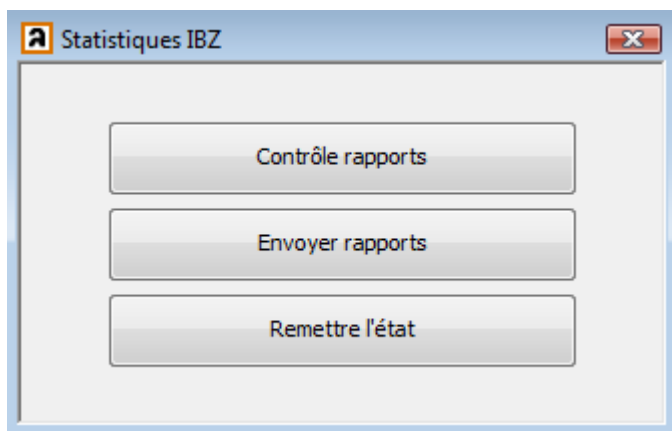 Statistiques IBZ
Contrôle rapports
Envoyer rapports
Remettre l'état